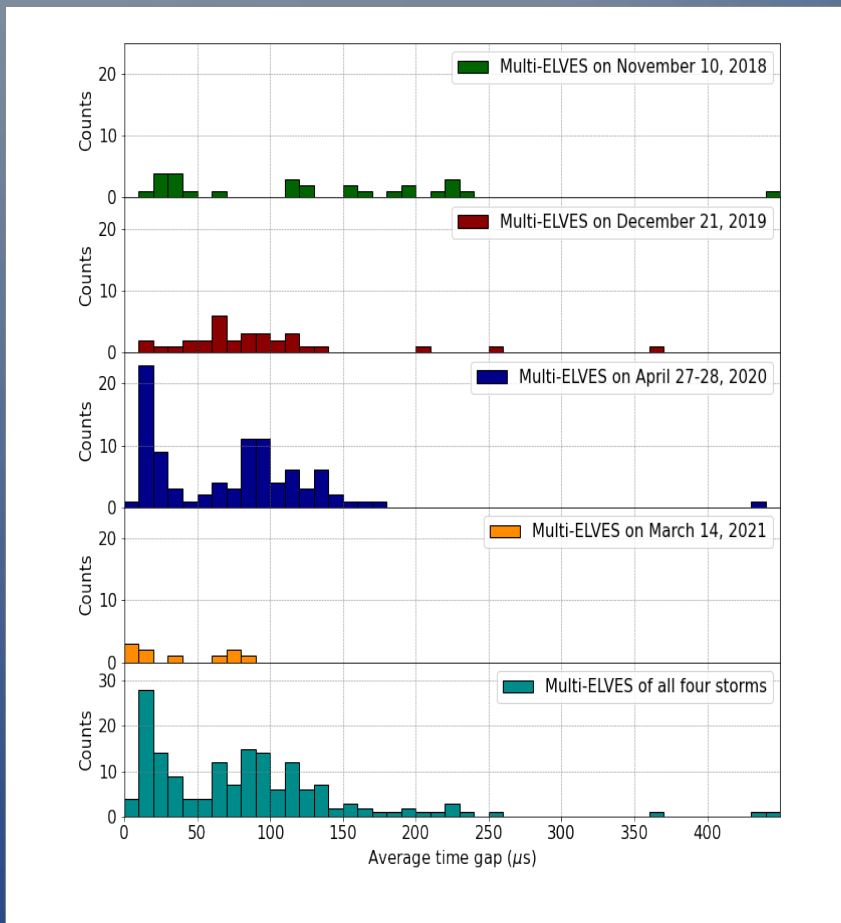 Multi-ELVES on November 10, 2018
Counts
20
10
0
Multi-ELVES on December 21, 2019
Counts
20
10
0
Multi-ELVES on April 27-28, 2020
Counts
20
10
0
Multi-ELVES on March 14, 2021
Counts
20
10
0
Multi-ELVES of all four storms
Counts
30
20
10
0
0 50 100 150 200 250 300 350 400
Average time gap (μs)